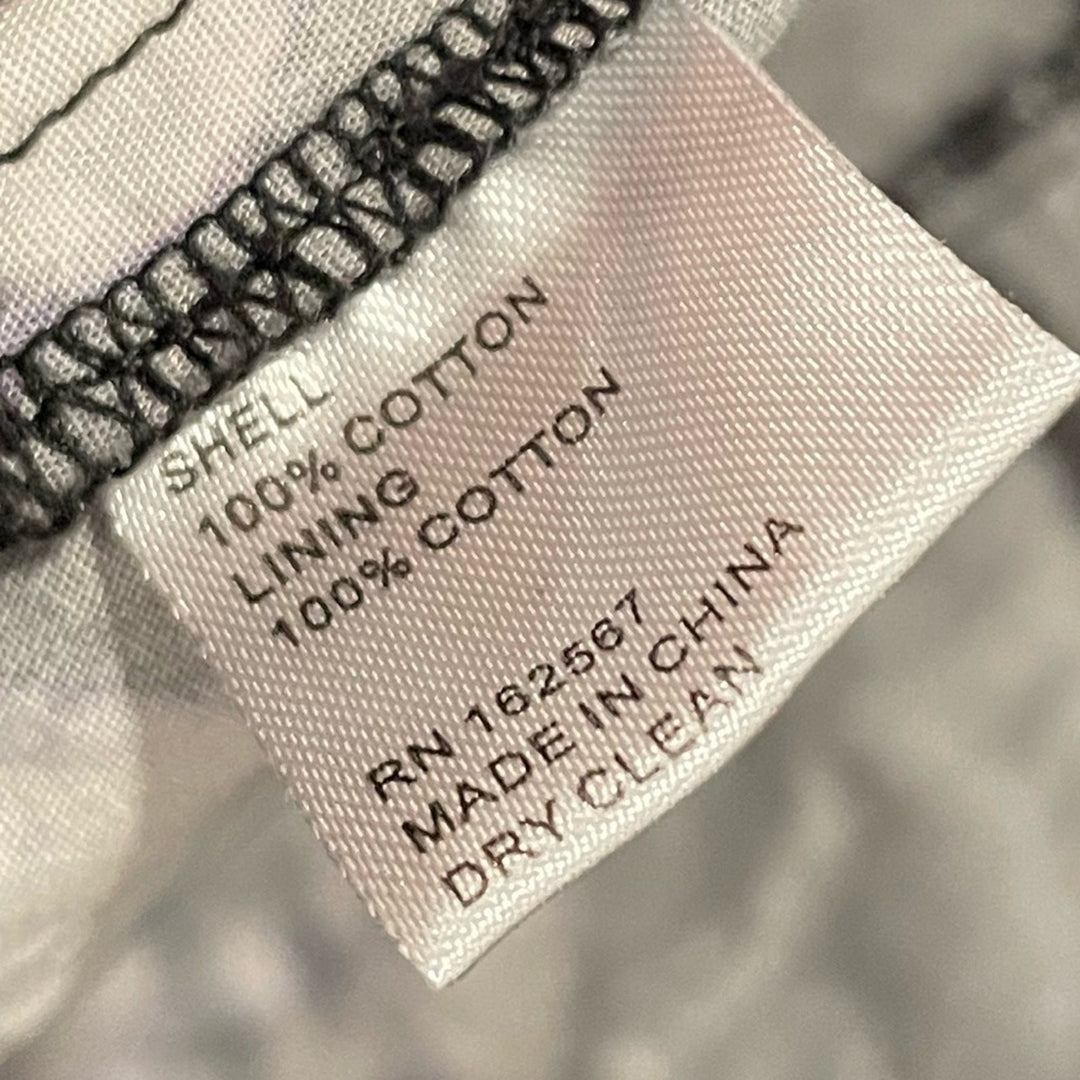 SHELL
100% COTTON
LINING
100% COTTON
RN 162567
MADE IN CHINA
DRY CLEAN